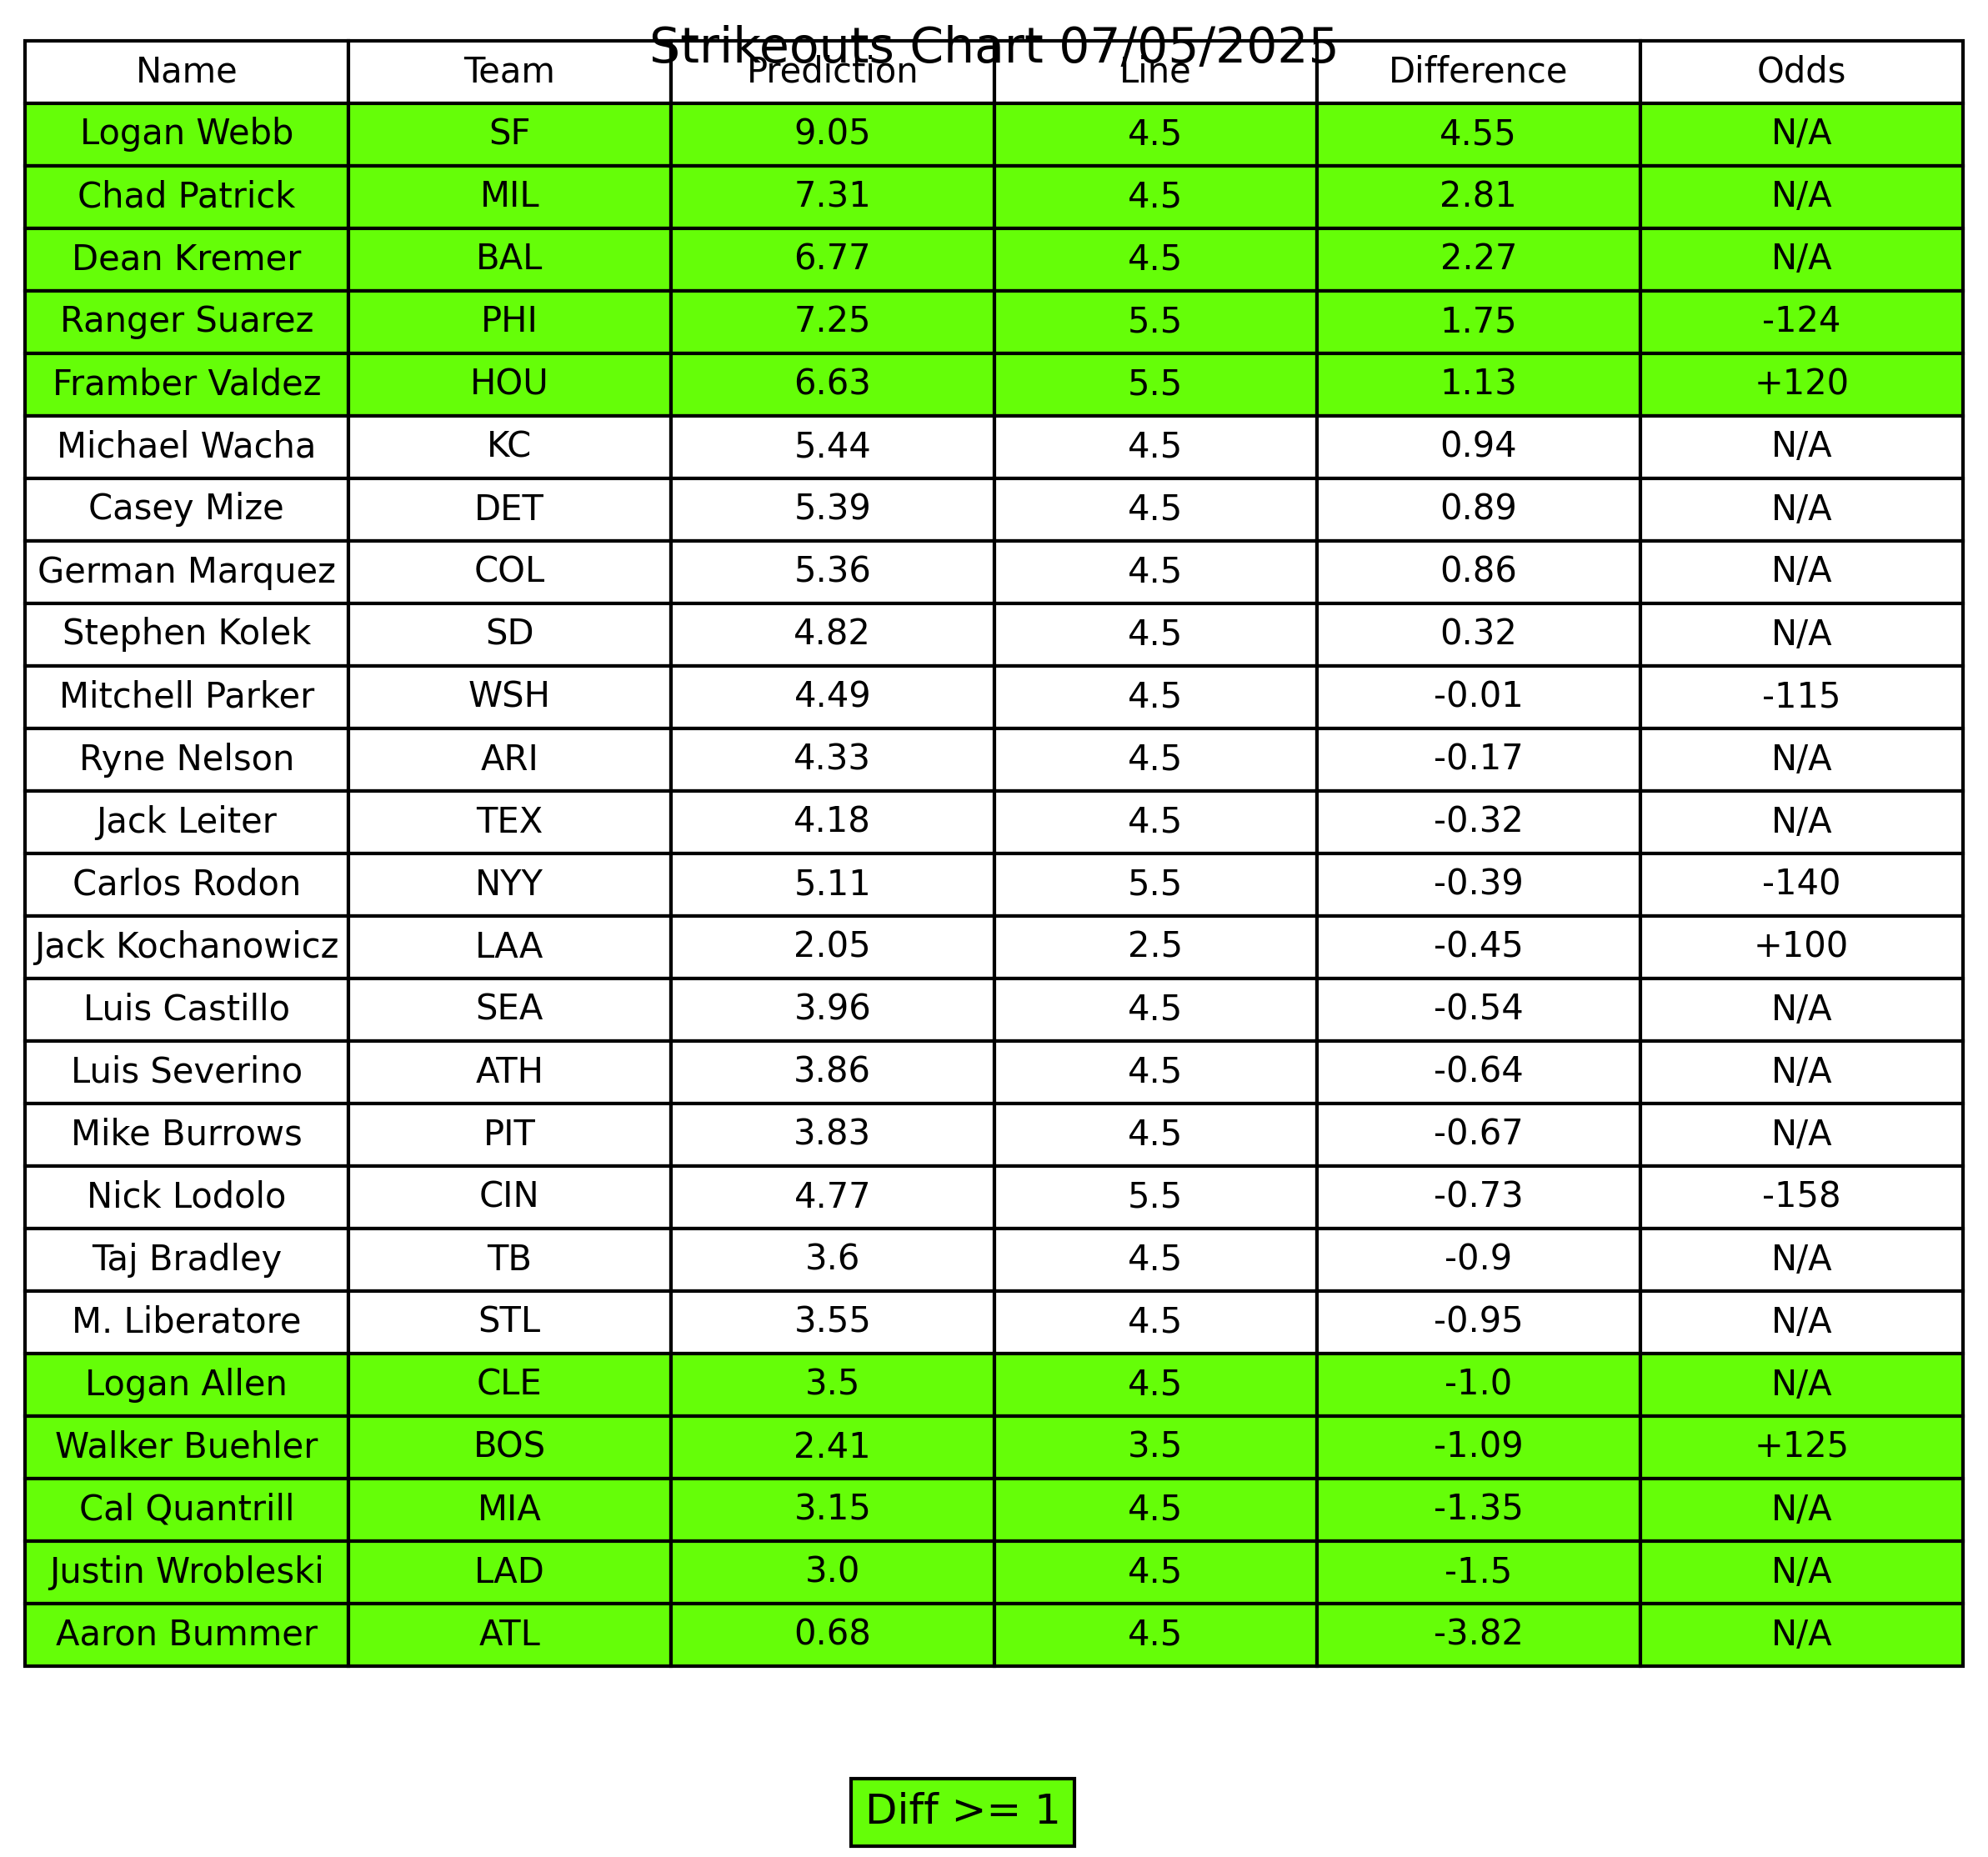 Strikeouts Chart 07/05/2025
Name Team Prediction Line Difference Odds
Logan Webb SF 9.05 4.5 4.55 N/A
Chad Patrick MIL 7.31 4.5 2.81 N/A
Dean Kremer BAL 6.77 4.5 2.27 N/A
Ranger Suarez PHI 7.25 5.5 1.75 -124
Framber Valdez HOU 6.63 5.5 1.13 +120
Michael Wacha KC 5.44 4.5 0.94 N/A
Casey Mize DET 5.39 4.5 0.89 N/A
German Marquez COL 5.36 4.5 0.86 N/A
Stephen Kolek SD 4.82 4.5 0.32 N/A
Mitchell Parker WSH 4.49 4.5 -0.01 -115
Ryne Nelson ARI 4.33 4.5 -0.17 N/A
Jack Leiter TEX 4.18 4.5 -0.32 N/A
Carlos Rodon NYY 5.11 5.5 -0.39 -140
Jack Kochanowicz LAA 2.05 2.5 -0.45 +100
Luis Castillo SEA 3.96 4.5 -0.54 N/A
Luis Severino ATH 3.86 4.5 -0.64 N/A
Mike Burrows PIT 3.83 4.5 -0.67 N/A
Nick Lodolo CIN 4.77 5.5 -0.73 -158
Taj Bradley TB 3.6 4.5 -0.9 N/A
M. Liberatore STL 3.55 4.5 -0.95 N/A
Logan Allen CLE 3.5 4.5 -1.0 N/A
Walker Buehler BOS 2.41 3.5 -1.09 +125
Cal Quantrill MIA 3.15 4.5 -1.35 N/A
Justin Wrobleski LAD 3.0 4.5 -1.5 N/A
Aaron Bummer ATL 0.68 4.5 -3.82 N/A
Diff >= 1